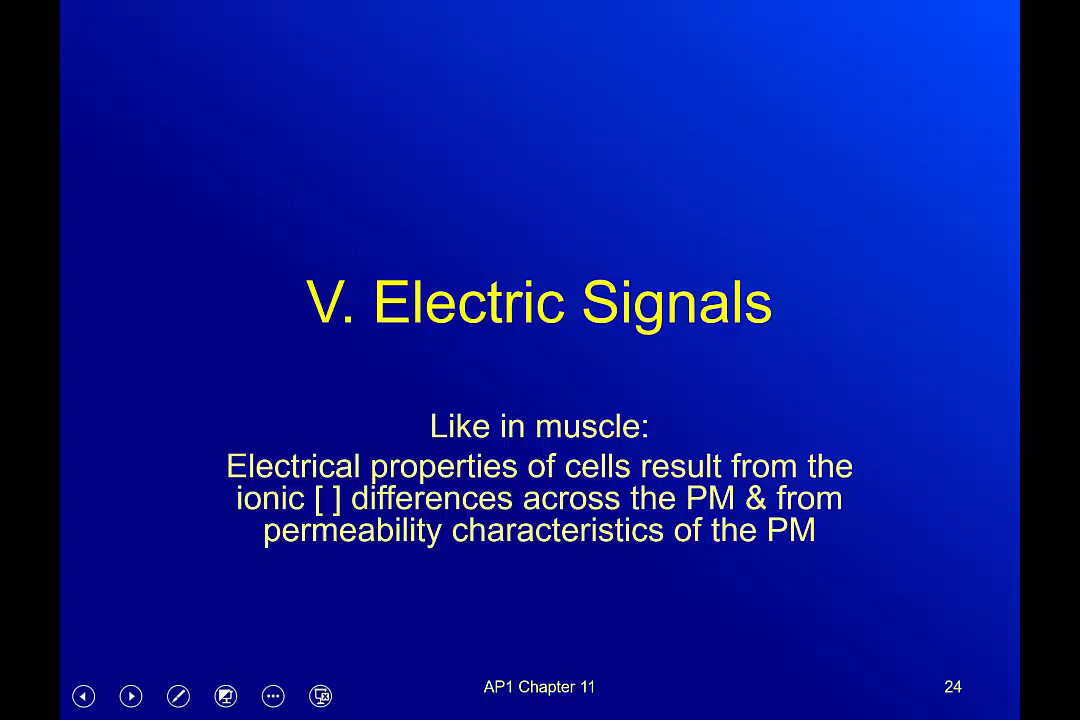 V. Electric Signals
Like in muscle:
Electrical properties of cells result from the
ionic [ ] differences across the PM & from
permeability characteristics of the PM
AP1 Chapter 11
24